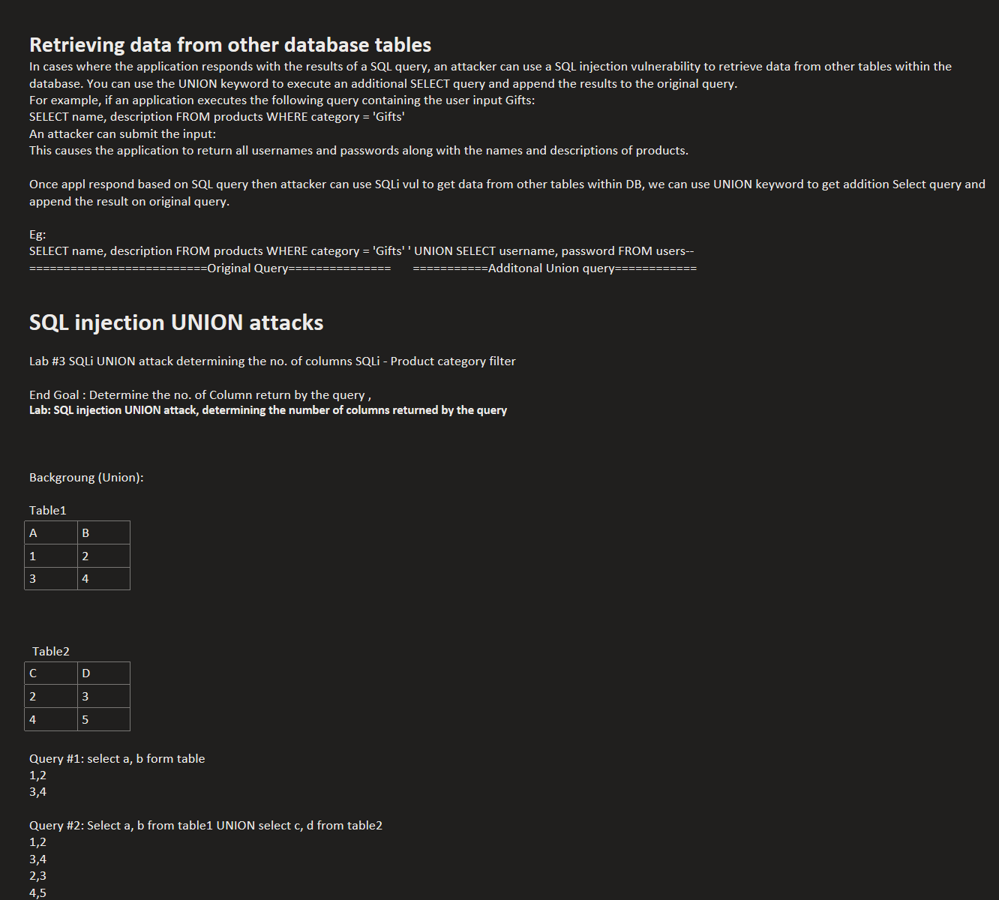 Retrieving data from other database tables
In cases where the application responds with the results of a SQL query, an attacker can use a SQL injection vulnerability to retrieve data from other tables within the
database. You can use the UNION keyword to execute an additional SELECT query and append the results to the original query.
For example, if an application executes the following query containing the user input Gifts:
SELECT name, description FROM products WHERE category = 'Gifts'
An attacker can submit the input:
This causes the application to return all usernames and passwords along with the names and descriptions of products.
Once appl respond based on SQL query then attacker can use SQLi vul to get data from other tables within DB, we can use UNION keyword to get addition Select query and
append the result on original query.
Eg:
SELECT name, description FROM products WHERE category = 'Gifts' ' UNION SELECT username, password FROM users--
==========================Original Query=============== ===========Additonal Union query============
SQL injection UNION attacks
Lab #3 SQLi UNION attack determining the no. of columns SQLi - Product category filter
End Goal : Determine the no. of Column return by the query ,
Lab: SQL injection UNION attack, determining the number of columns returned by the query
Backgroung (Union):
Table1
A B
1 2
3 4
Table2
C D
2 3
4 5
Query #1: select a, b form table
1,2
3,4
Query #2: Select a, b from table1 UNION select c, d from table2
1,2
3,4
2,3
4,5